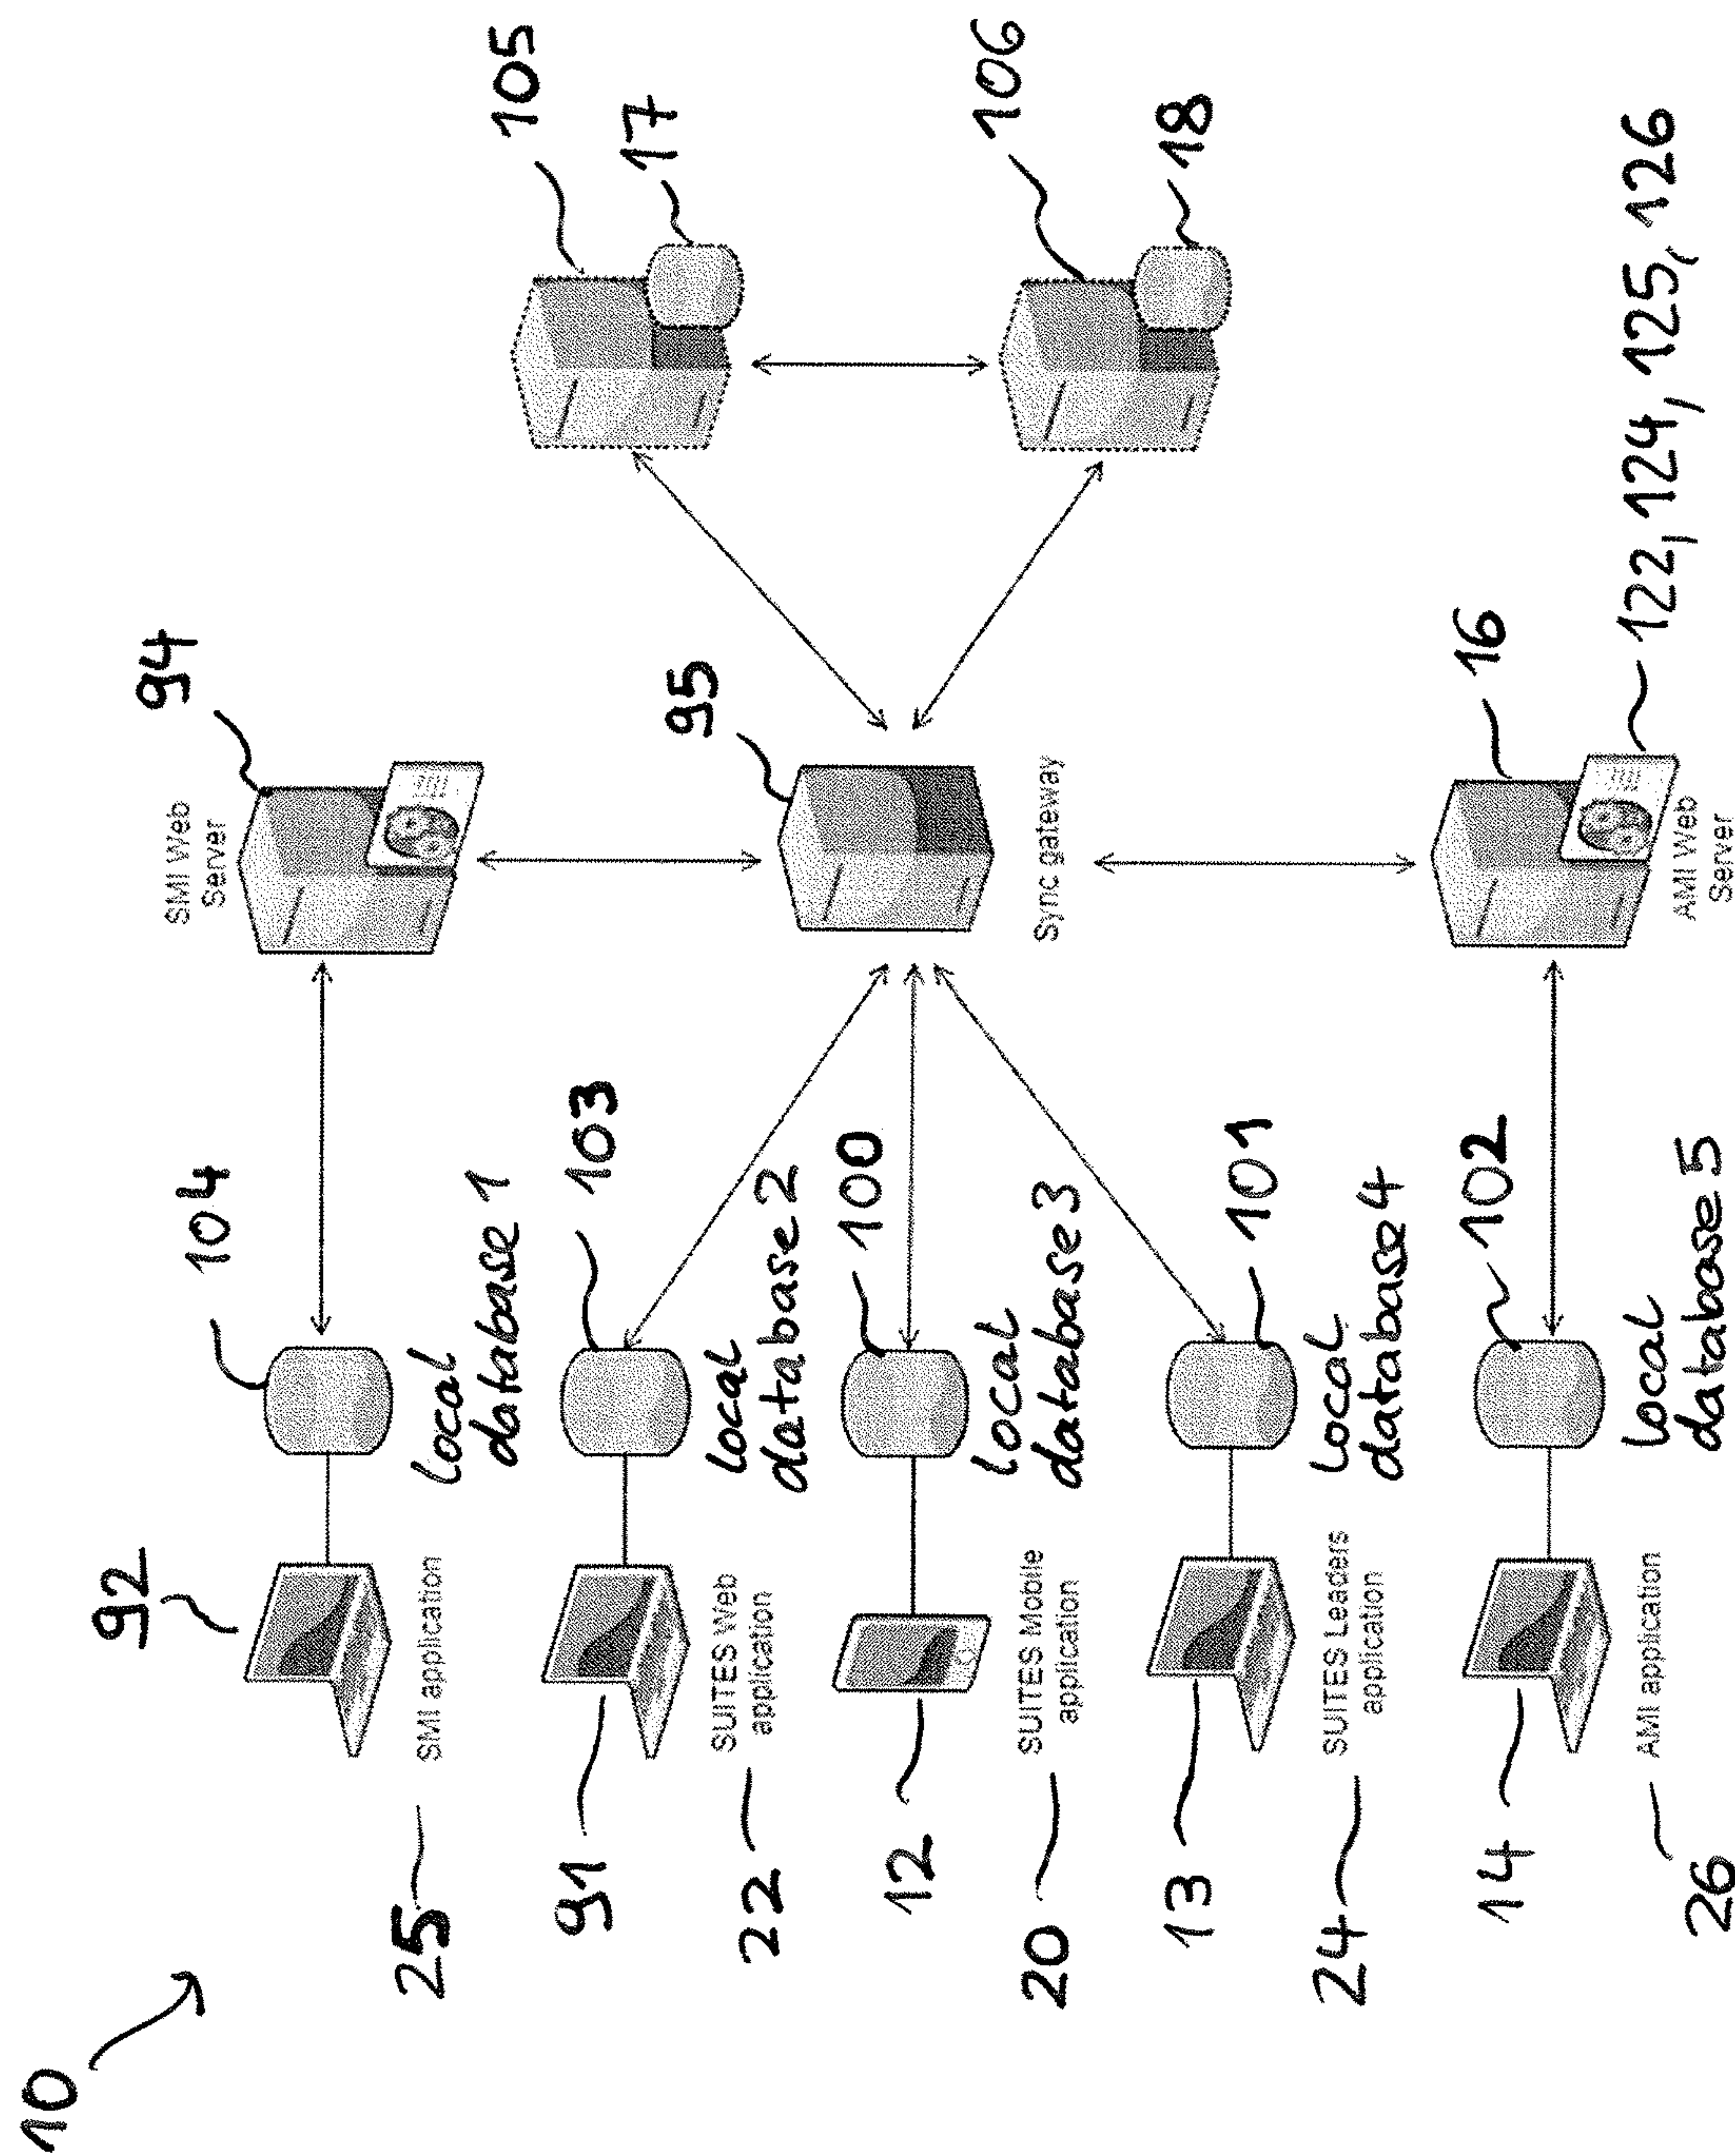 10
92
104
94
25
SMI application
local
database 1
SMI Web
Server
91
103
22
SUITES Web
application
local
database 2
95
105
17
12
100
20
SUITES Mobile
application
local
database 3
Sync gateway
106
18
13
101
24
SUITES Leaders
application
local
database 4
14
102
16
26
AMI application
local
database 5
AMI Web
Server
122, 124, 125, 126